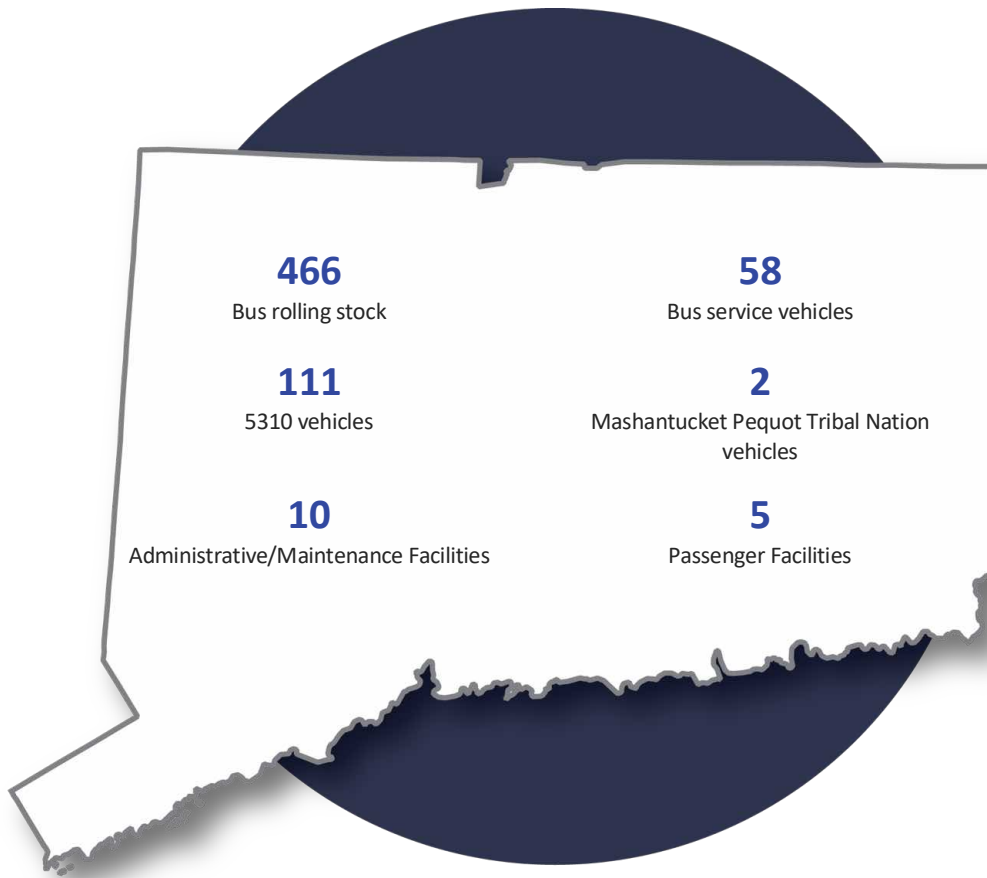 466
Bus rolling stock
58
Bus service vehicles
111
5310 vehicles
2
Mashantucket Pequot Tribal Nation
vehicles
10
Administrative/Maintenance Facilities
5
Passenger Facilities